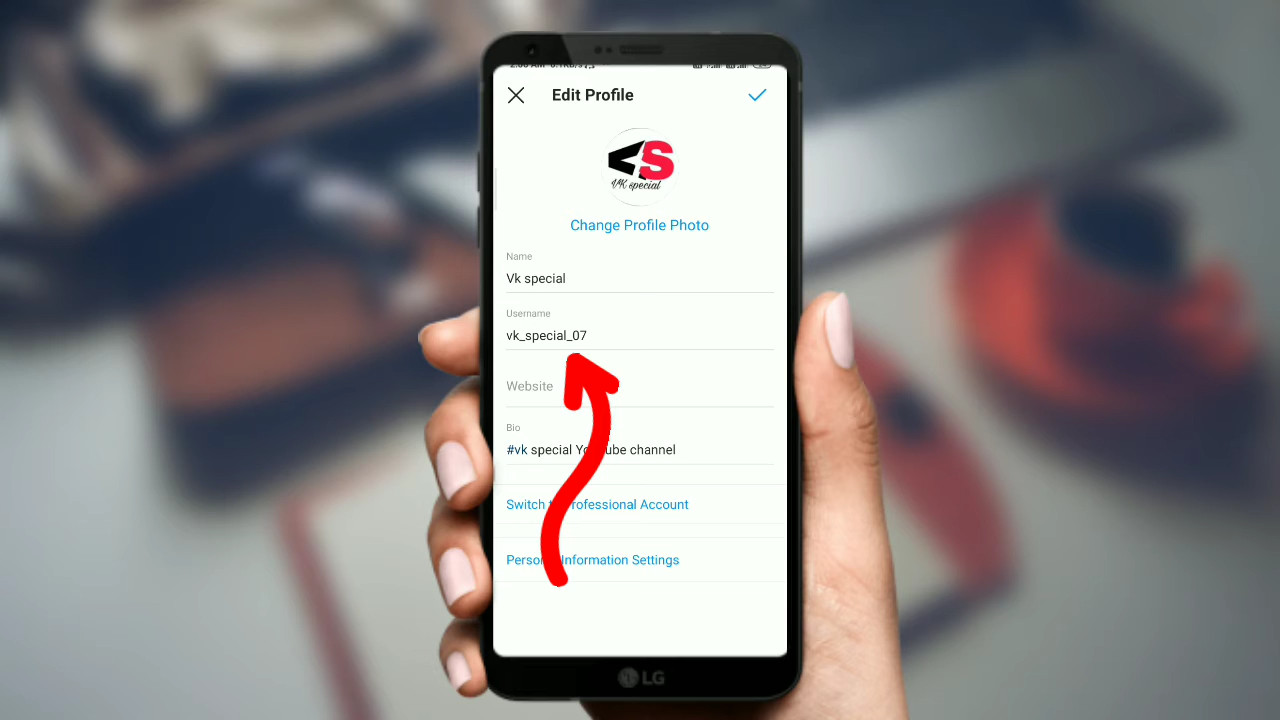 Edit Profile
VK special
Change Profile Photo
Name
Vk special
Username
vk_special_07
Website
Bio
#vk special YouTube channel
Switch to Professional Account
Personal Information Settings
LG